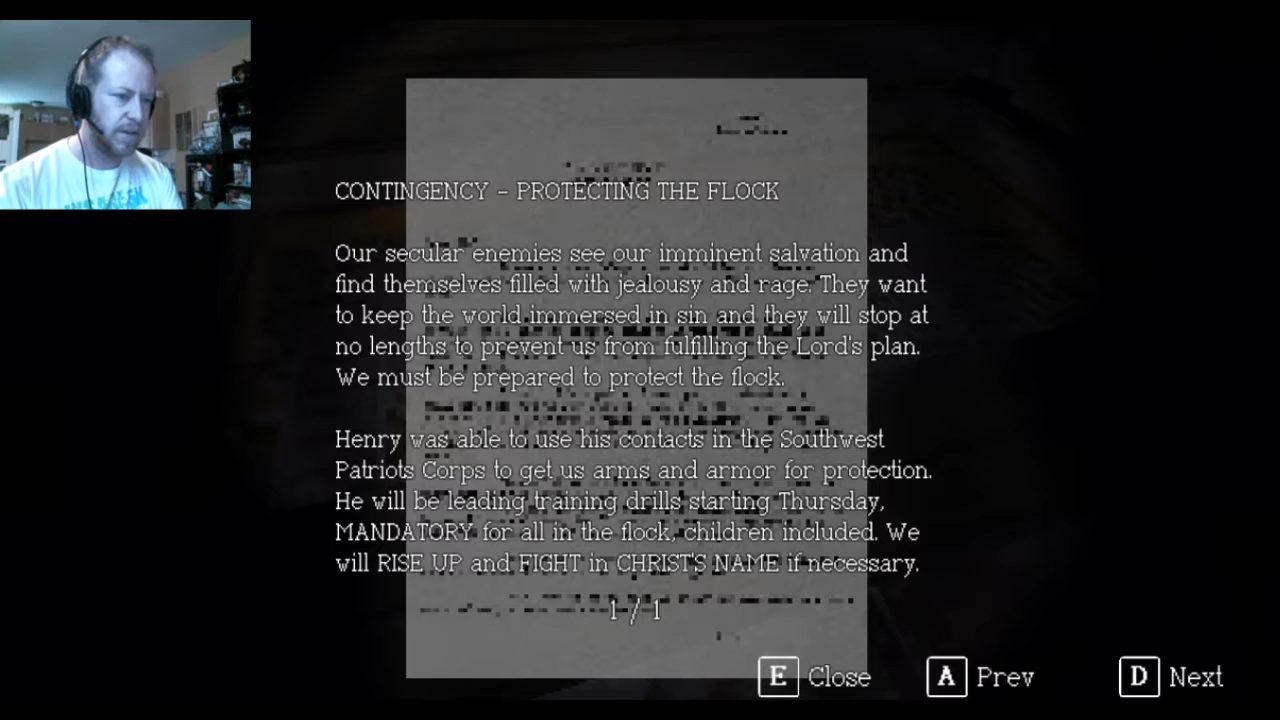 CONTINGENCY - PROTECTING THE FLOCK
Our secular enemies see our imminent salvation and
find themselves filled with jealousy and rage. They want
to keep the world immersed in sin and they will stop at
no lengths to prevent us from fulfilling the Lord's plan.
We must be prepared to protect the flock.
Henry was able to use his contacts in the Southwest
Patriots Corps to get us arms and armor for protection.
He will be leading training drills starting Thursday,
MANDATORY for all in the flock, children included. We
will RISE UP and FIGHT in CHRIST'S NAME if necessary.
1 / 1
E Close A Prev D Next